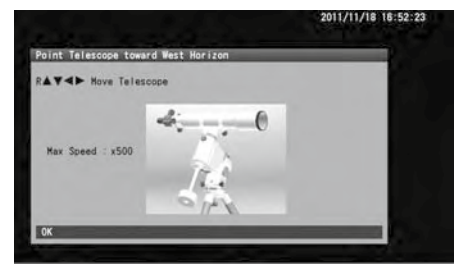 2011/11/18 16:52:23
Point Telescope toward West Horizon
R▲▼◀▶ Move Telescope
Max Speed : x500
OK